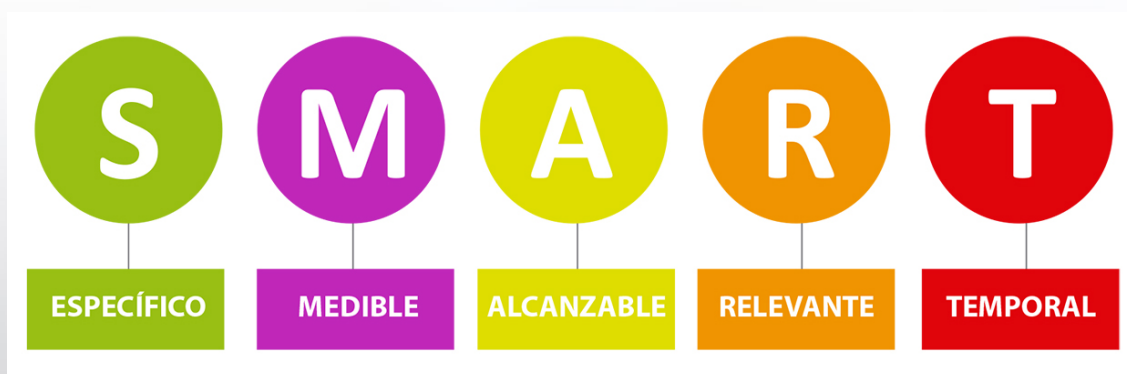 S M A R T
ESPECÍFICO MEDIBLE ALCANZABLE RELEVANTE TEMPORAL